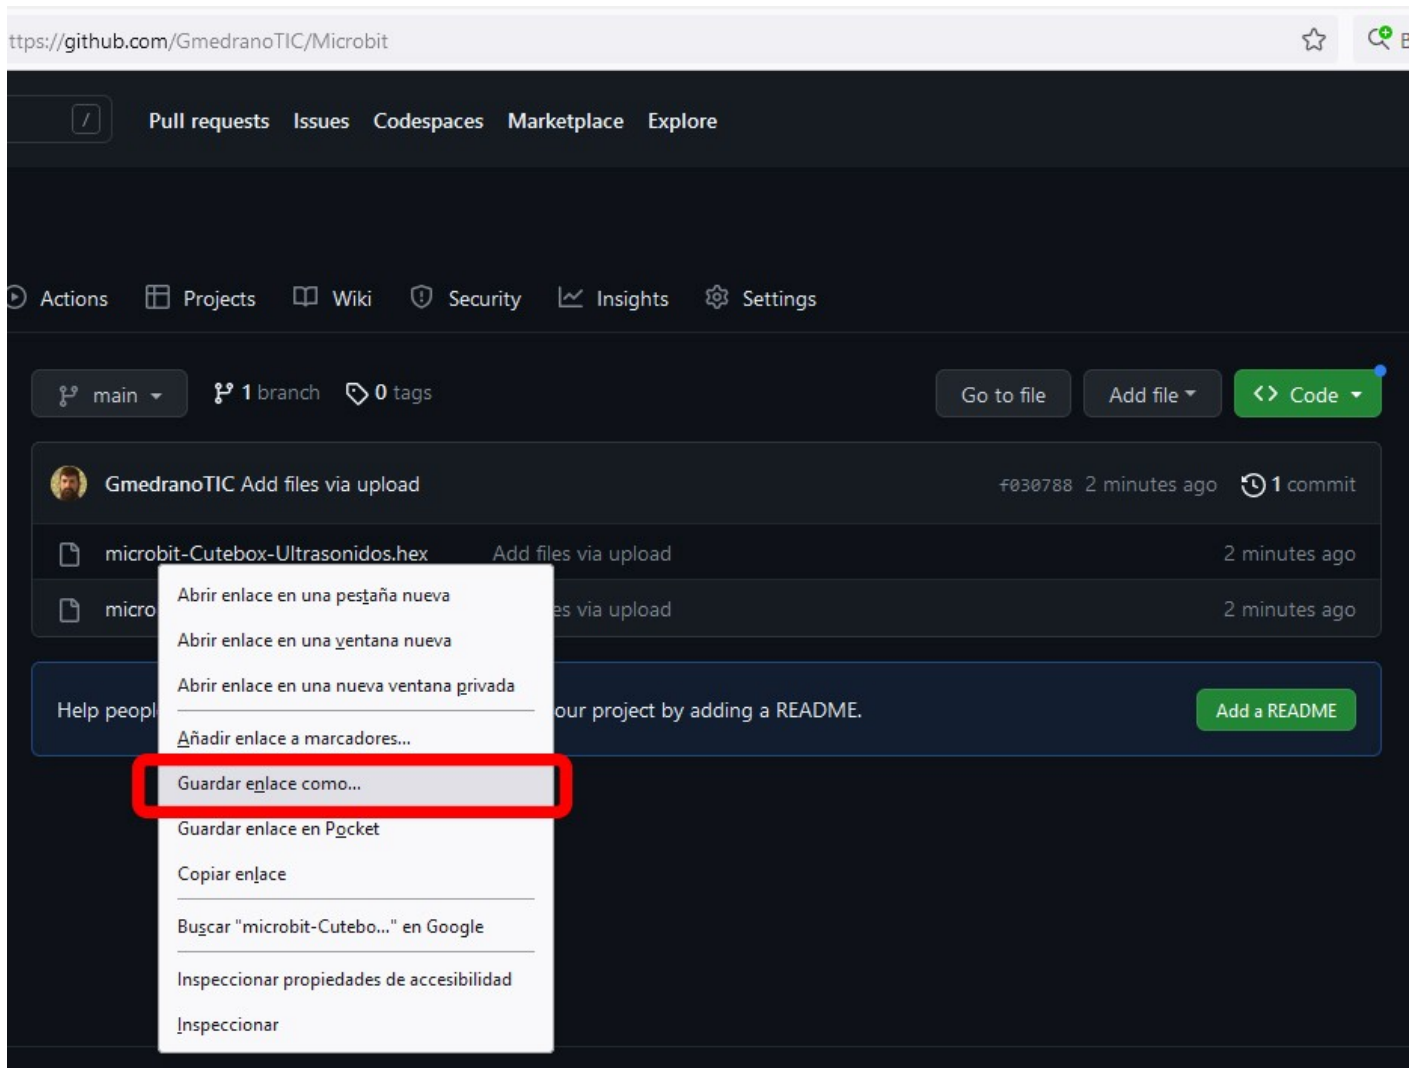 ttps://github.com/GmedranoTIC/Microbit
/ Pull requests Issues Codespaces Marketplace Explore
Actions Projects Wiki Security Insights Settings
main 1 branch 0 tags Go to file Add file <> Code
GmedranoTIC Add files via upload f030788 2 minutes ago 1 commit
microbit-Cutebox-Ultrasonidos.hex Add files via upload 2 minutes ago
micro es via upload 2 minutes ago
Help peopl our project by adding a README. Add a README
Abrir enlace en una pestaña nueva
Abrir enlace en una ventana nueva
Abrir enlace en una nueva ventana privada
Añadir enlace a marcadores...
Guardar enlace como...
Guardar enlace en Pocket
Copiar enlace
Buscar "microbit-Cutebo..." en Google
Inspeccionar propiedades de accesibilidad
Inspeccionar